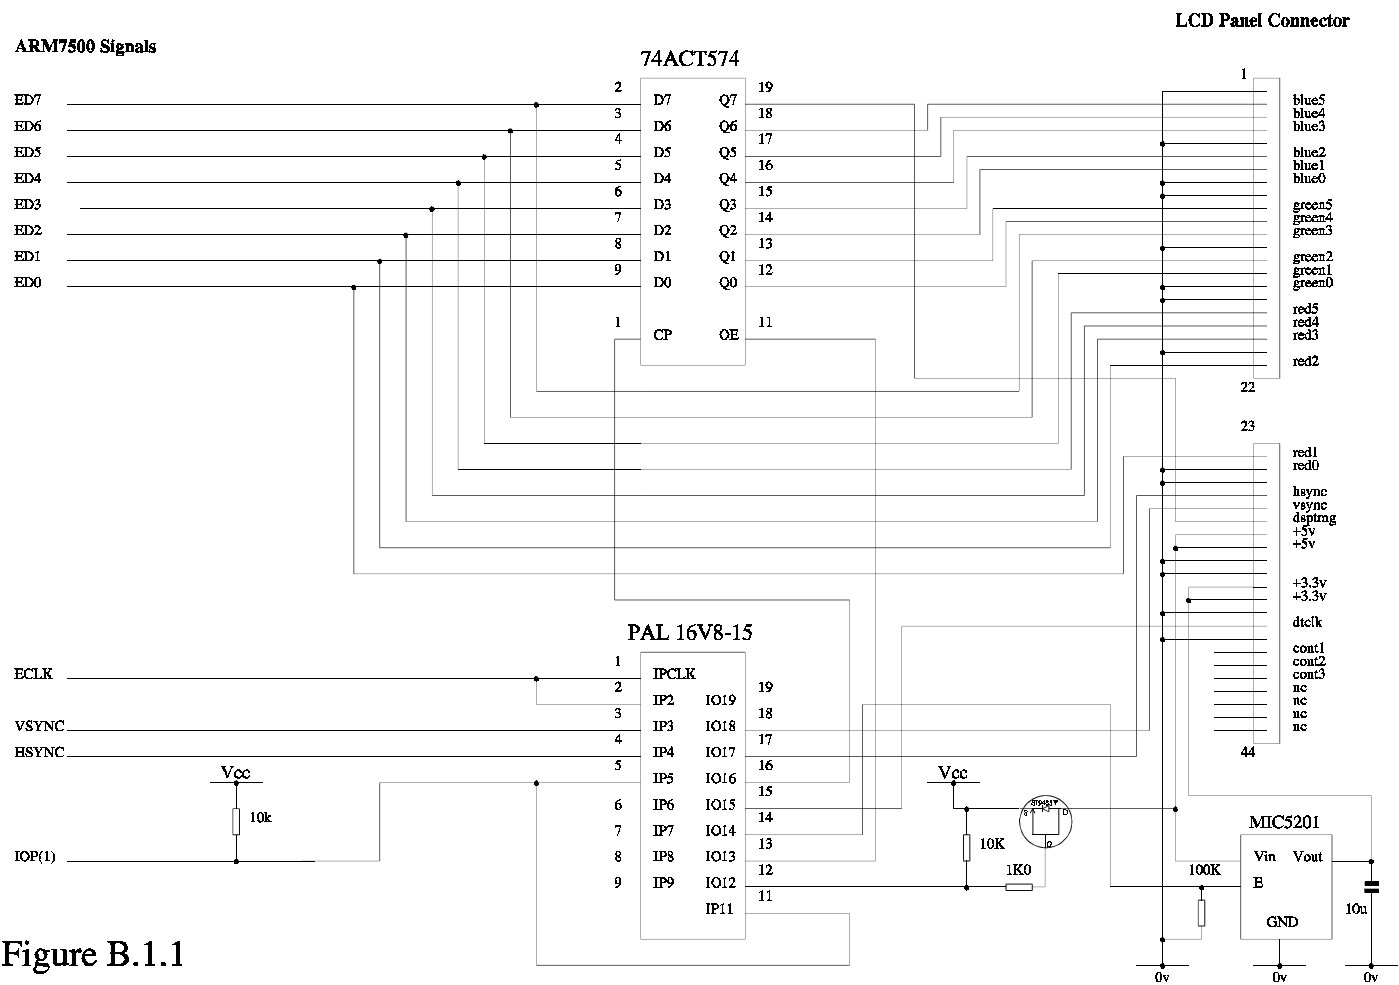 LCD Panel Connector
ARM7500 Signals
74ACT574
ED7
ED6
ED5
ED4
ED3
ED2
ED1
ED0
2
3
4
5
6
7
8
9
1
D7
D6
D5
D4
D3
D2
D1
D0
CP
Q7
Q6
Q5
Q4
Q3
Q2
Q1
Q0
OE
19
18
17
16
15
14
13
12
11
1
blue5
blue4
blue3
blue2
blue1
blue0
green5
green4
green3
green2
green1
green0
red5
red4
red3
red2
22
23
red1
red0
hsync
vsync
dsptmg
+5v
+5v
+3.3v
+3.3v
dtclk
cont1
cont2
cont3
nc
nc
nc
nc
44
PAL 16V8-15
ECLK
VSYNC
HSYNC
Vcc
10k
IOP(1)
1
2
3
4
5
6
7
8
9
IPCLK
IP2
IP3
IP4
IP5
IP6
IP7
IP8
IP9
IO19
IO18
IO17
IO16
IO15
IO14
IO13
IO12
IP11
19
18
17
16
15
14
13
12
11
Vcc
10K
1K0
S
D
G
MIC5201
Vin
Vout
E
GND
100K
10u
0v
0v
0v
Figure B.1.1